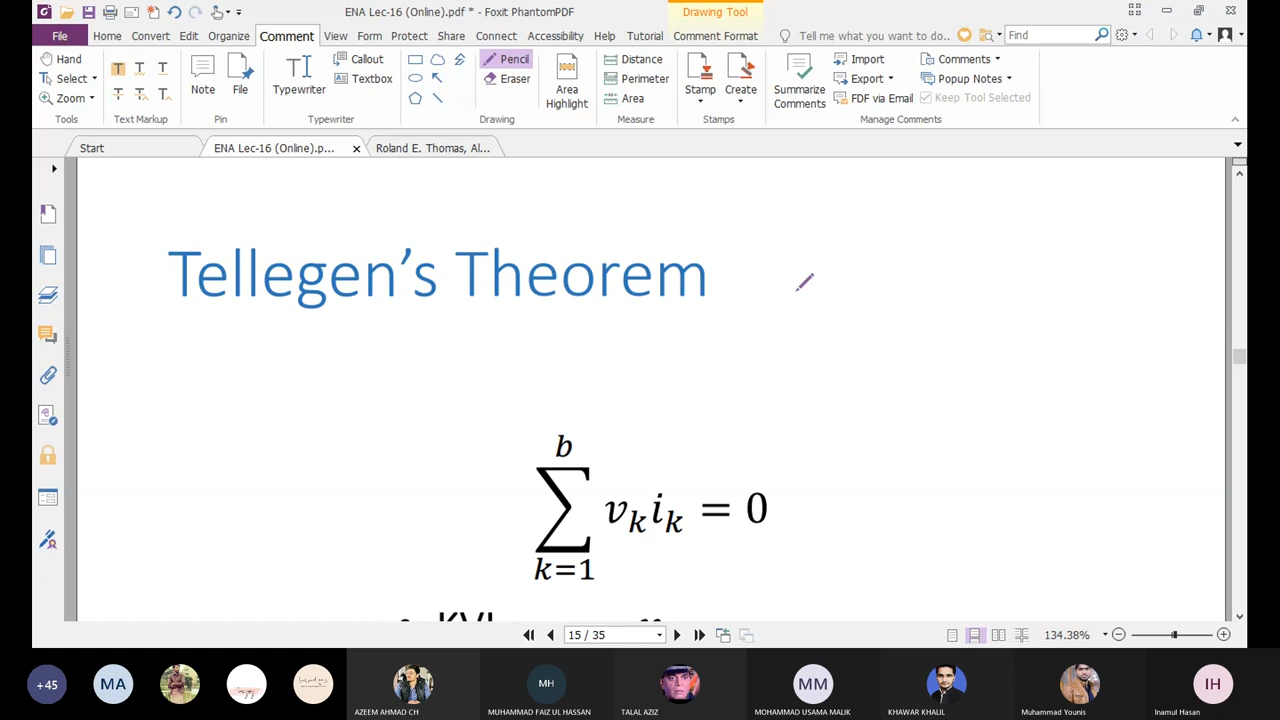 ENA Lec-16 (Online).pdf * - Foxit PhantomPDF
Drawing Tool
File Home Convert Edit Organize Comment View Form Protect Share Connect Accessibility Help Tutorial Comment Format Tell me what you want to do.. Find
Hand
Select
Zoom
Tools
T T T
T T T
Text Markup
Note
File
Pin
Typewriter
Callout
Textbox
Typewriter
Pencil
Eraser
Area Highlight
Drawing
Distance
Perimeter
Area
Measure
Stamp
Create
Stamps
Summarize Comments
Import
Export
FDF via Email
Comments
Popup Notes
Keep Tool Selected
Manage Comments
Start
ENA Lec-16 (Online).p...
Roland E. Thomas, Al...
Tellegen’s Theorem
b
∑ vₖiₖ = 0
k=1
15 / 35
134.38%
+45
MA
MH
MM
IH
AZEEM AHMAD CH
MUHAMMAD FAIZ UL HASSAN
TALAL AZIZ
MOHAMMAD USAMA MALIK
KHAWAR KHALIL
Muhammad Younis
Inamul Hasan